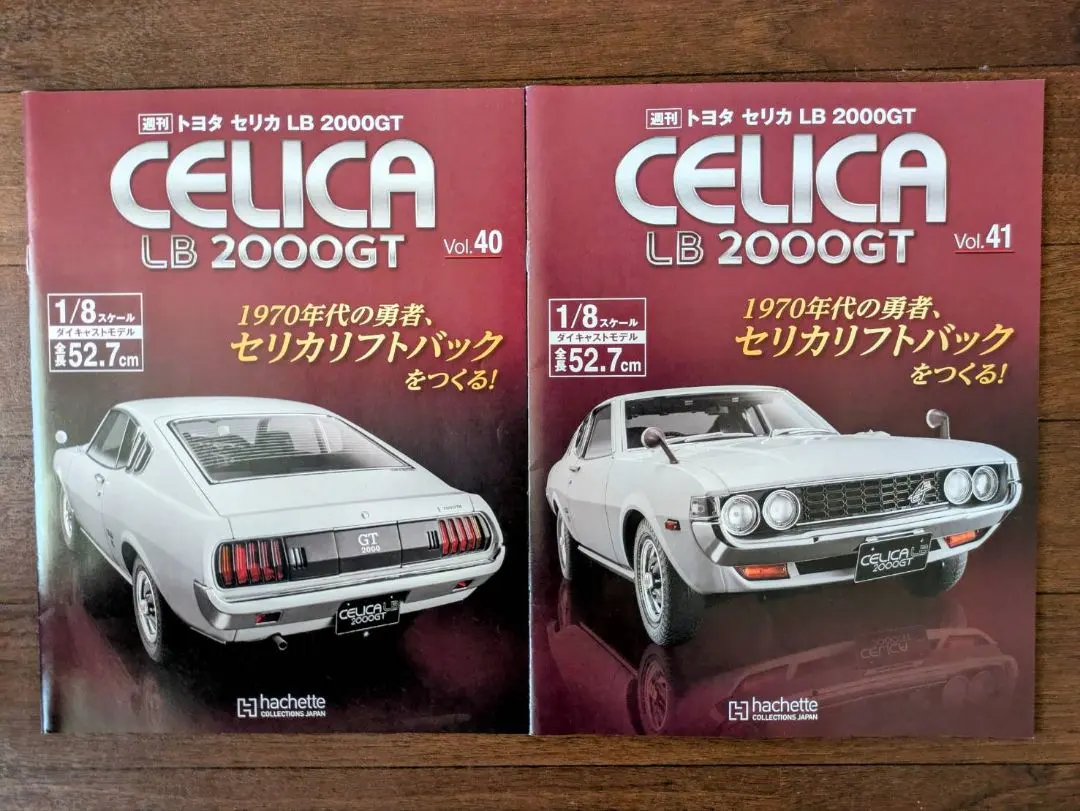 週刊 トヨタ セリカ LB 2000GT
CELICA
LB 2000GT
Vol.40
1/8スケール
ダイキャストモデル
全長52.7cm
1970年代の勇者、
セリカリフトバック
をつくる!
GT
2000
CELICA LB
2000GT
hachette
COLLECTIONS JAPAN
週刊 トヨタ セリカ LB 2000GT
CELICA
LB 2000GT
Vol.41
1/8スケール
ダイキャストモデル
全長52.7cm
1970年代の勇者、
セリカリフトバック
をつくる!
CELICA LB
2000GT
hachette
COLLECTIONS JAPAN